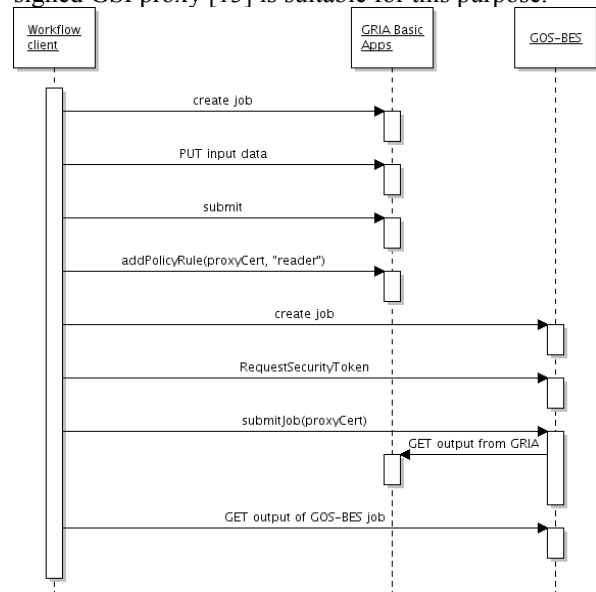 signed GSI proxy [15] is suitable for this purpose.
Workflow
client
GRIA Basic
Apps
GOS-BES
create job
PUT input data
submit
addPolicyRule(proxyCert, "reader")
create job
RequestSecurityToken
submitJob(proxyCert)
GET output from GRIA
GET output of GOS-BES job